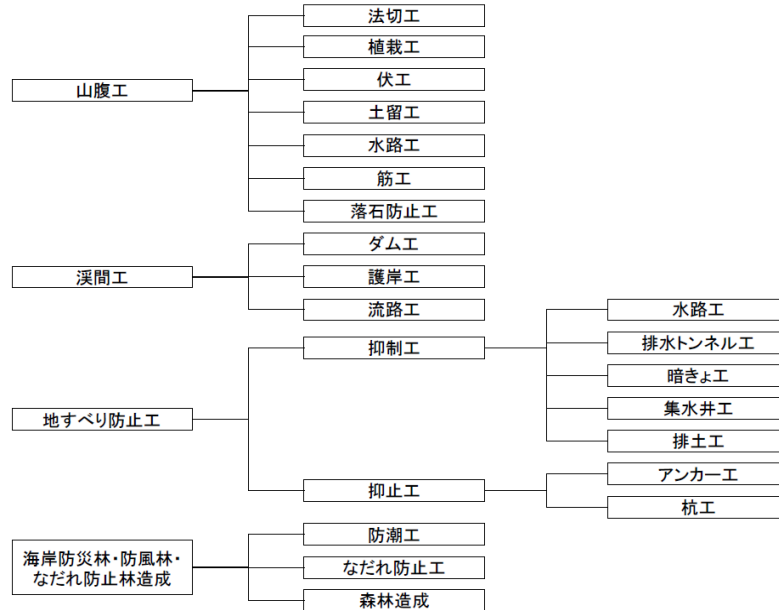 山腹工
法切工
植栽工
伏工
土留工
水路工
筋工
落石防止工
渓間工
ダム工
護岸工
流路工
地すべり防止工
抑制工
水路工
排水トンネル工
暗きょ工
集水井工
排土工
抑止工
アンカー工
杭工
海岸防災林・防風林・
なだれ防止林造成
防潮工
なだれ防止工
森林造成